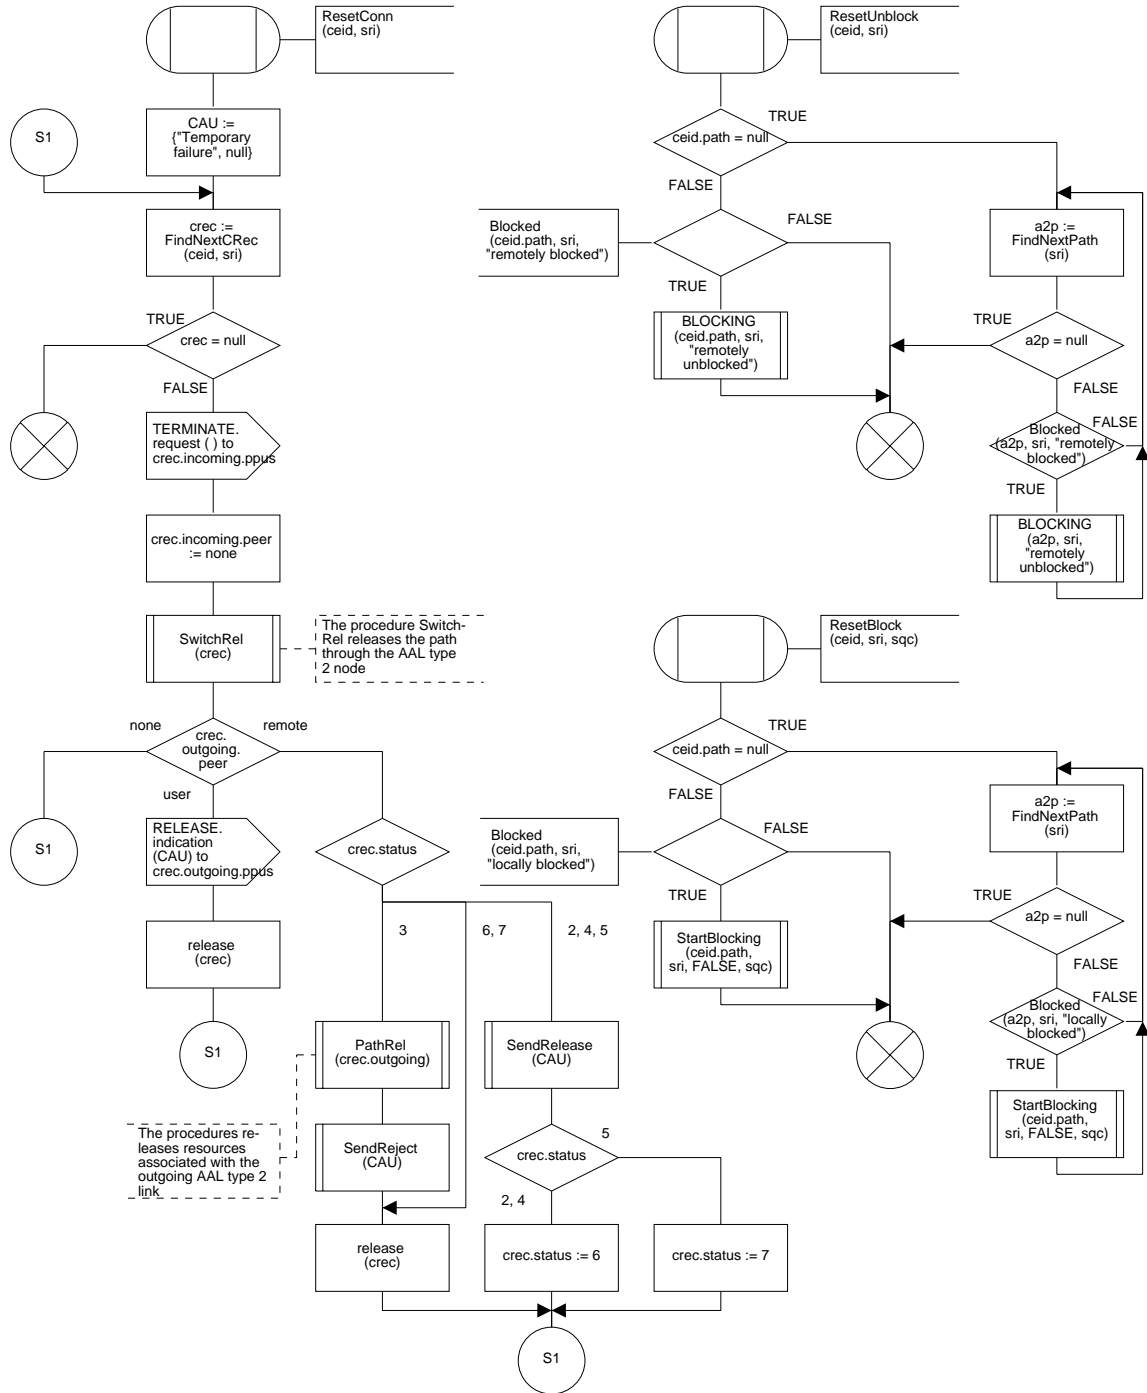 ResetConn
(ceid, sri)
CAU :=
{"Temporary
failure", null}
S1
crec :=
FindNextCRec
(ceid, sri)
TRUE
crec = null
FALSE
TERMINATE.
request ( ) to
crec.incoming.ppus
crec.incoming.peer
:= none
SwitchRel
(crec)
The procedure Switch-
Rel releases the path
through the AAL type
2 node
none
remote
crec.
outgoing.
peer
user
S1
RELEASE.
indication
(CAU) to
crec.outgoing.ppus
crec.status
release
(crec)
3
6, 7
2, 4, 5
S1
PathRel
(crec.outgoing)
SendRelease
(CAU)
The procedures re-
leases resources
associated with the
outgoing AAL type 2
link
SendReject
(CAU)
5
crec.status
2, 4
release
(crec)
crec.status := 6
crec.status := 7
S1
ResetUnblock
(ceid, sri)
TRUE
ceid.path = null
FALSE
Blocked
(ceid.path, sri,
"remotely blocked")
FALSE
TRUE
a2p :=
FindNextPath
(sri)
BLOCKING
(ceid.path, sri,
"remotely
unblocked")
TRUE
a2p = null
FALSE
Blocked
(a2p, sri, "remotely
blocked")
FALSE
TRUE
BLOCKING
(a2p, sri,
"remotely
unblocked")
ResetBlock
(ceid, sri, sqc)
TRUE
ceid.path = null
FALSE
Blocked
(ceid.path, sri,
"locally blocked")
FALSE
TRUE
a2p :=
FindNextPath
(sri)
StartBlocking
(ceid.path,
sri, FALSE, sqc)
TRUE
a2p = null
FALSE
Blocked
(a2p, sri, "locally
blocked")
FALSE
TRUE
StartBlocking
(ceid.path,
sri, FALSE, sqc)